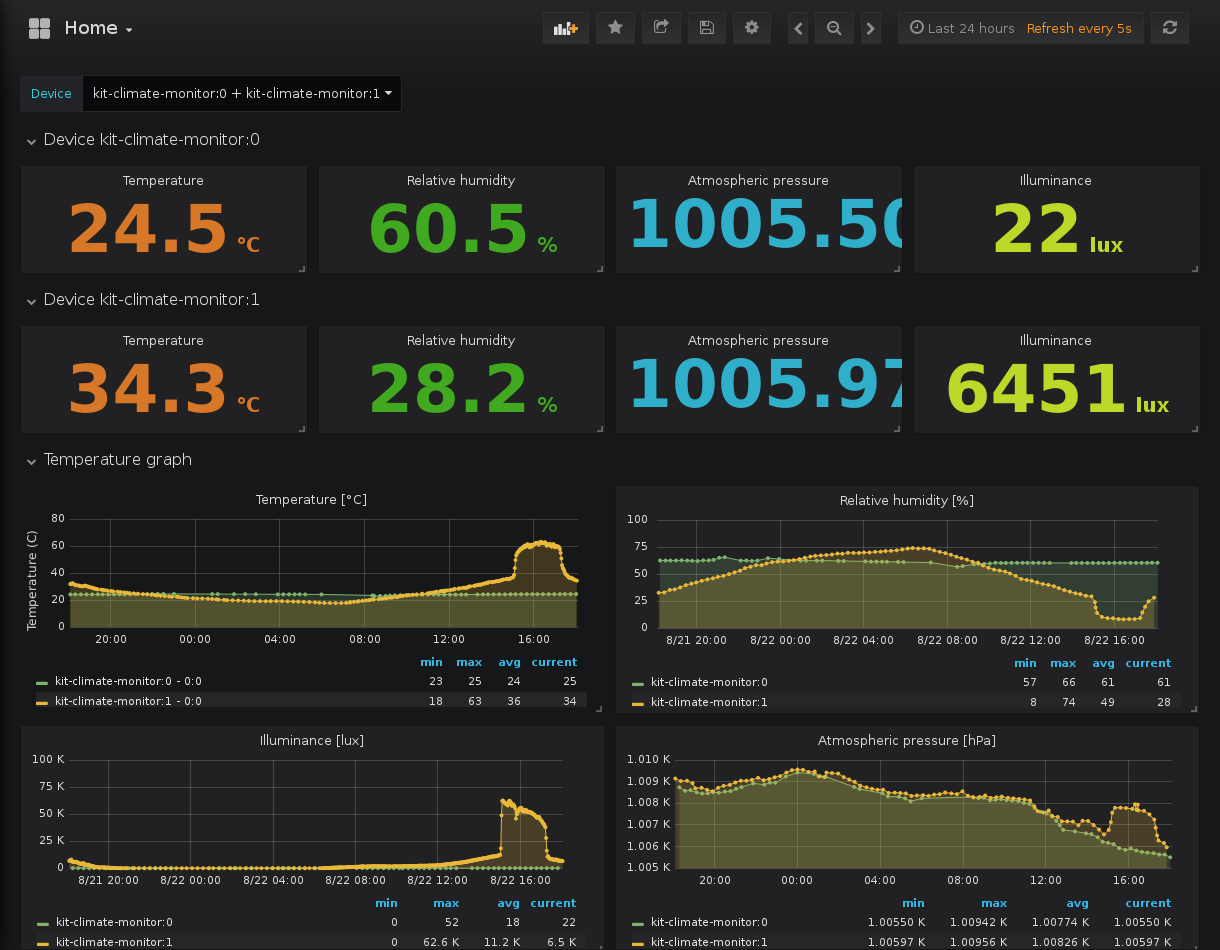 Home
Last 24 hours Refresh every 5s
Device kit-climate-monitor:0 + kit-climate-monitor:1
Device kit-climate-monitor:0
Temperature Relative humidity Atmospheric pressure Illuminance
24.5 °C 60.5 % 1005.50 22 lux
Device kit-climate-monitor:1
Temperature Relative humidity Atmospheric pressure Illuminance
34.3 °C 28.2 % 1005.97 6451 lux
Temperature graph
Temperature [°C]
Temperature (C)
80
60
40
20
0
20:00 00:00 04:00 08:00 12:00 16:00
min max avg current
kit-climate-monitor:0 - 0:0 23 25 24 25
kit-climate-monitor:1 - 0:0 18 63 36 34
Relative humidity [%]
100
75
50
25
0
8/21 20:00 8/22 00:00 8/22 04:00 8/22 08:00 8/22 12:00 8/22 16:00
min max avg current
kit-climate-monitor:0 57 66 61 61
kit-climate-monitor:1 8 74 49 28
Illuminance [lux]
100 K
75 K
50 K
25 K
0
8/21 20:00 8/22 00:00 8/22 04:00 8/22 08:00 8/22 12:00 8/22 16:00
min max avg current
kit-climate-monitor:0 0 52 18 22
kit-climate-monitor:1 0 62.6 K 11.2 K 6.5 K
Atmospheric pressure [hPa]
1.010 K
1.009 K
1.008 K
1.007 K
1.006 K
1.005 K
20:00 00:00 04:00 08:00 12:00 16:00
min max avg current
kit-climate-monitor:0 1.00550 K 1.00942 K 1.00774 K 1.00550 K
kit-climate-monitor:1 1.00597 K 1.00956 K 1.00826 K 1.00597 K